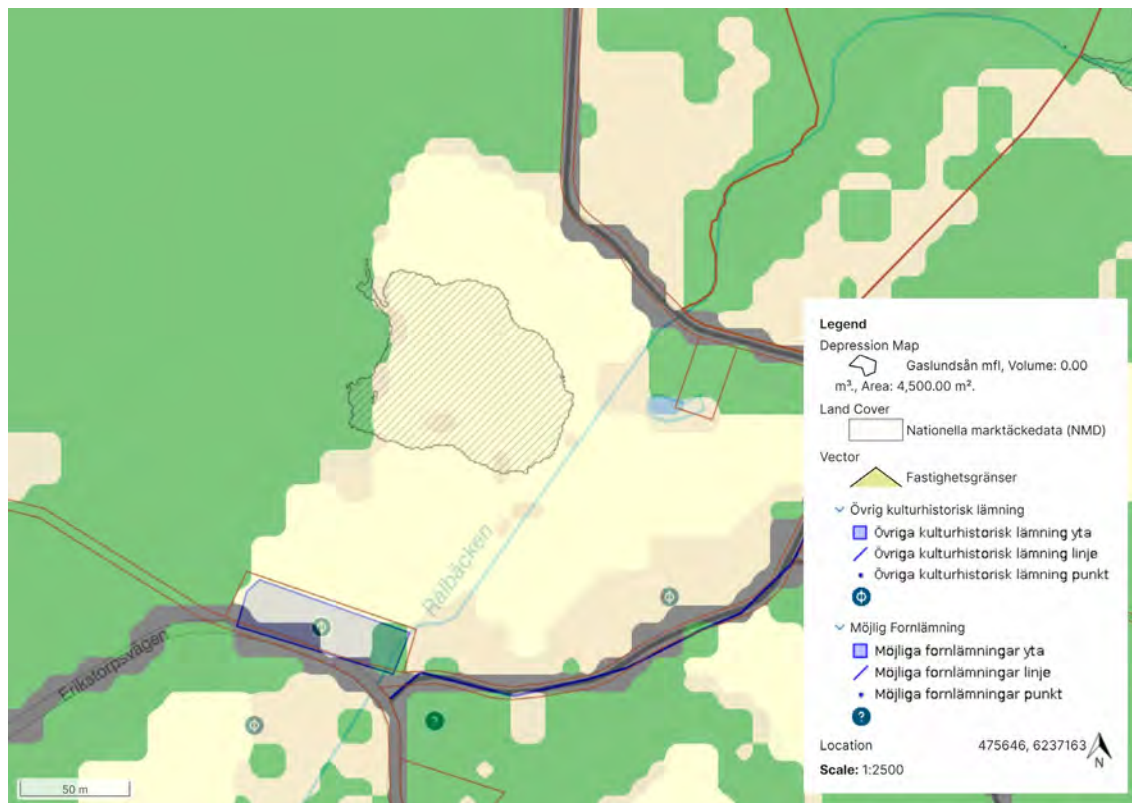 Rålbäcken
Erikstorpsvägen
50 m
Legend
Depression Map
Gaslundsån mfl, Volume: 0.00
m³., Area: 4,500.00 m².
Land Cover
Nationella marktäckedata (NMD)
Vector
Fastighetsgränser
Övrig kulturhistorisk lämning
Övriga kulturhistorisk lämning yta
Övriga kulturhistorisk lämning linje
Övriga kulturhistorisk lämning punkt
Möjlig Fornlämning
Möjliga fornlämningar yta
Möjliga fornlämningar linje
Möjliga fornlämningar punkt
?
?
Location 475646, 6237163
N
Scale: 1:2500